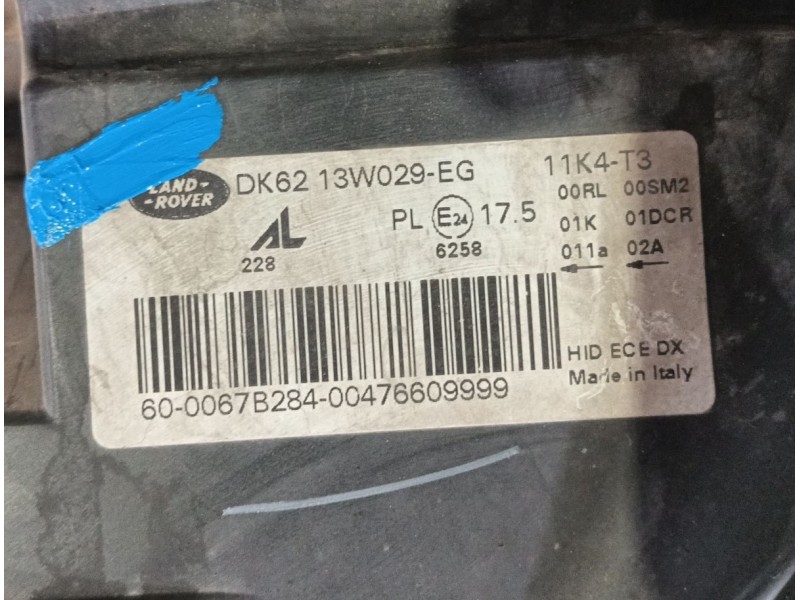 LAND-
-ROVER
DK62 13W029-EG
11K4-T3
00RL 00SM2
AL
228
PL E24 17.5
6258
01K 01DCR
011a 02A
60-0067B284-00476609999
HID ECE DX
Made in Italy